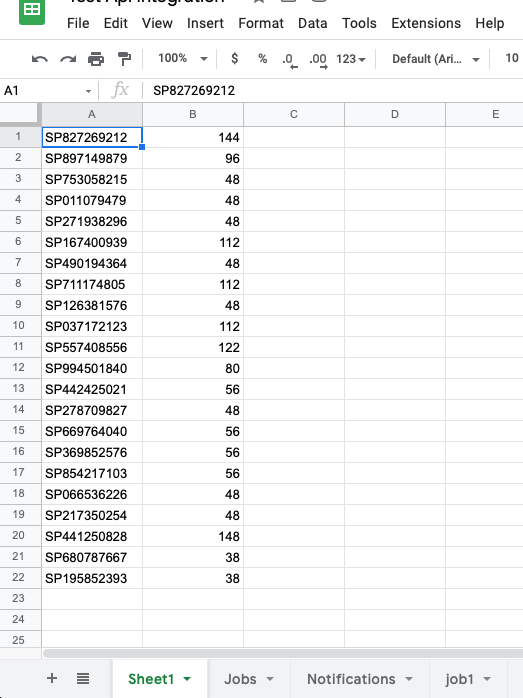 Test Api Integration
File Edit View Insert Format Data Tools Extensions Help
100% $ % .0 .00 123 Default (Ari... 10
A1 fx SP827269212
A B C D E
1 SP827269212 144
2 SP897149879 96
3 SP753058215 48
4 SP011079479 48
5 SP271938296 48
6 SP167400939 112
7 SP490194364 48
8 SP711174805 112
9 SP126381576 48
10 SP037172123 112
11 SP557408556 122
12 SP994501840 80
13 SP442425021 56
14 SP278709827 48
15 SP669764040 56
16 SP369852576 56
17 SP854217103 56
18 SP066536226 48
19 SP217350254 48
20 SP441250828 148
21 SP680787667 38
22 SP195852393 38
23
24
25
+ Sheet1 Jobs Notifications job1